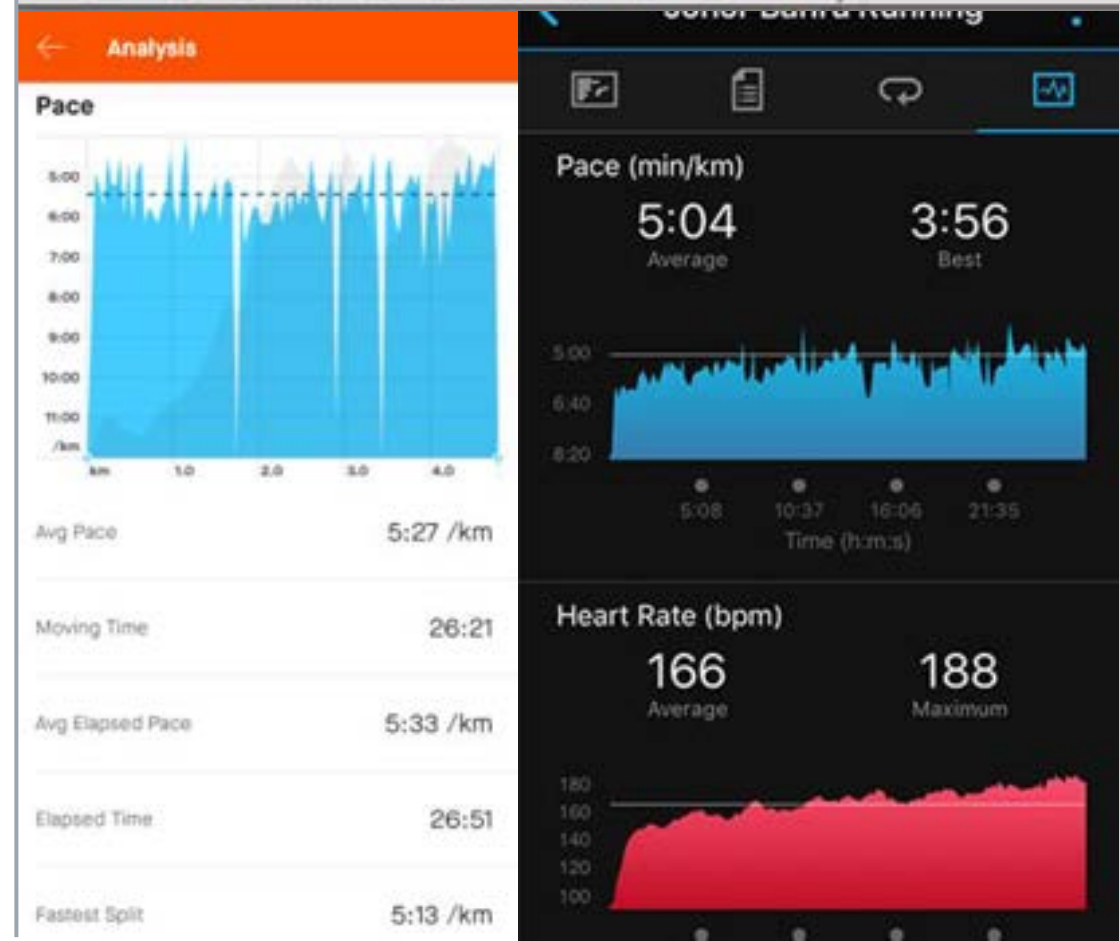 Analysis
Pace
5:00
6:00
7:00
8:00
9:00
10:00
11:00
/km
km 1.0 2.0 3.0 4.0
Avg Pace 5:27 /km
Moving Time 26:21
Avg Elapsed Pace 5:33 /km
Elapsed Time 26:51
Fastest Split 5:13 /km
Running
Pace (min/km)
5:04 3:56
Average Best
5:00
6:40
8:20
5:08 10:37 16:06 21:35
Time (h:m:s)
Heart Rate (bpm)
166 188
Average Maximum
180
160
140
120
100